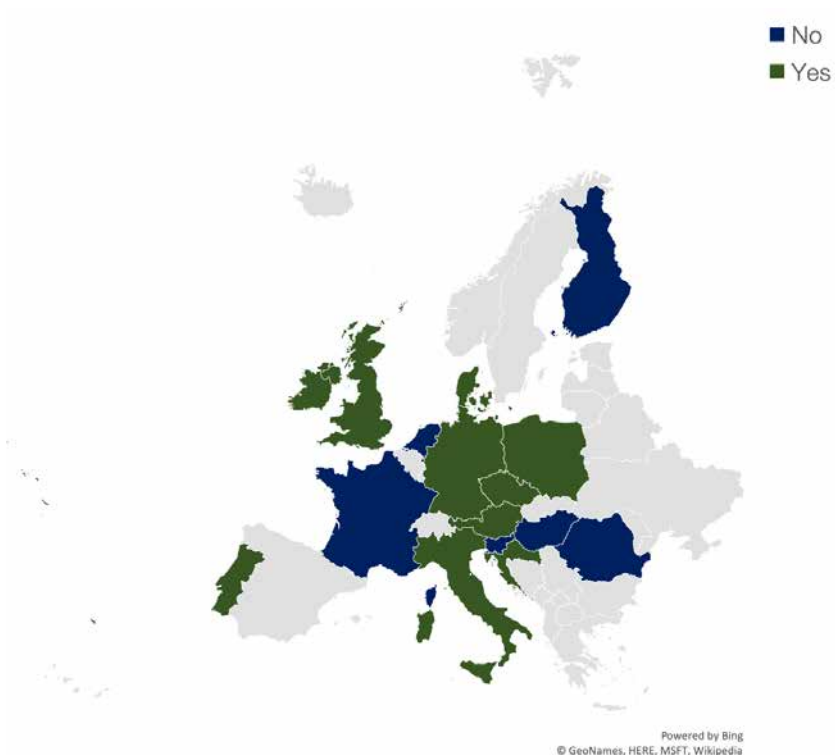 No
Yes
Powered by Bing
© GeoNames, HERE, MSFT, Wikipedia